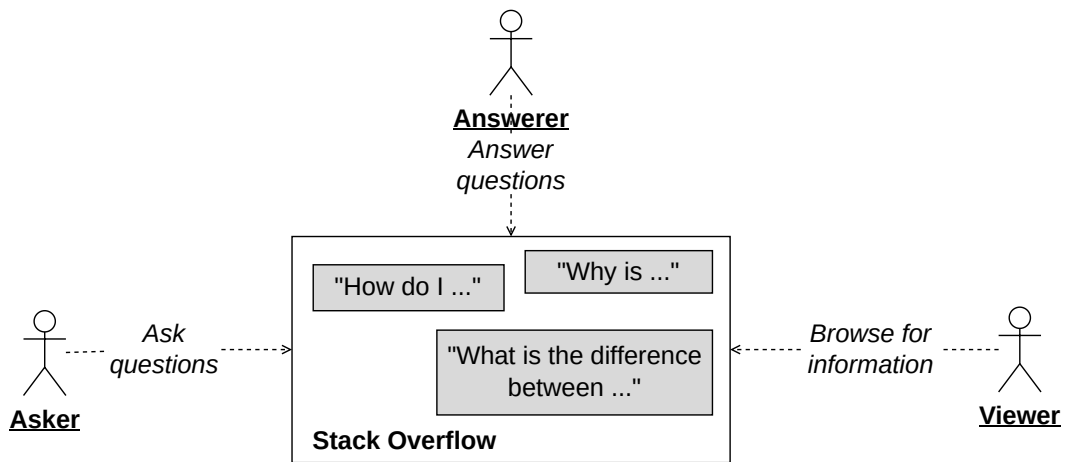 Answerer
Answer
questions
"How do I ..."
"Why is ..."
Ask
questions
Browse for
information
"What is the difference
between ..."
Asker
Stack Overflow
Viewer